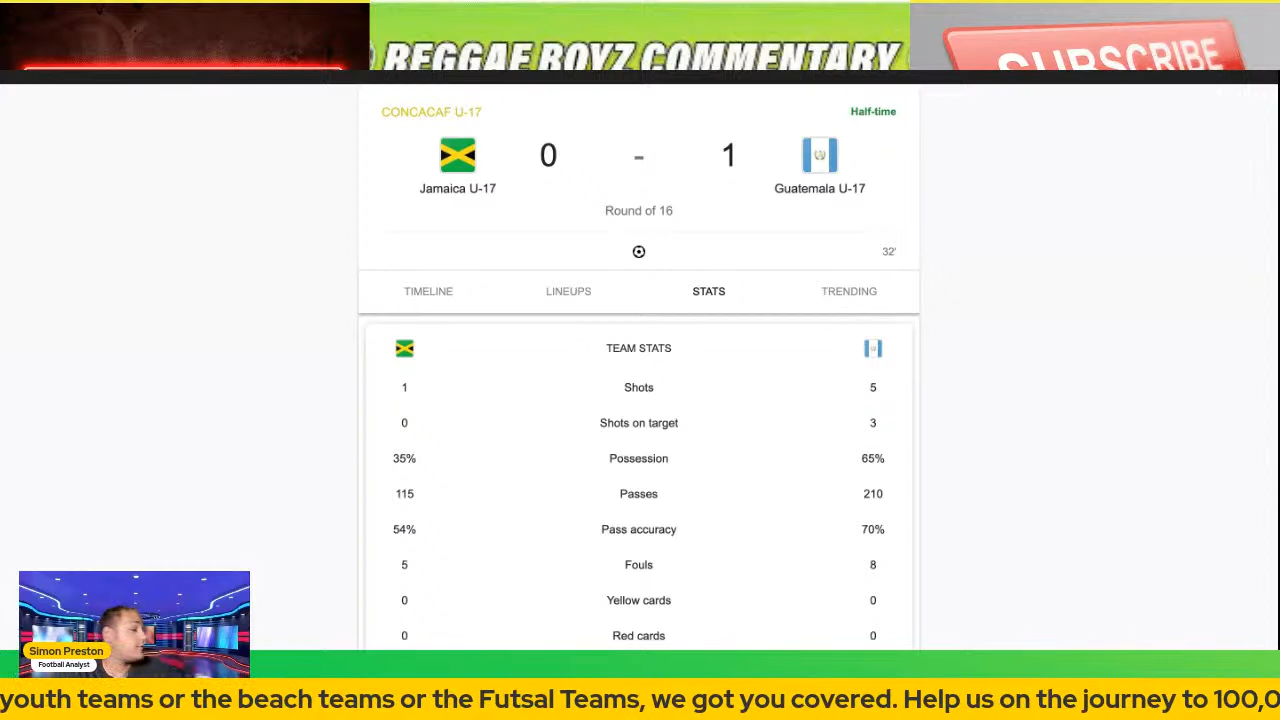 REGGAE BOYZ COMMENTARY
SUBSCRIBE
CONCACAF U-17
Half-time
0 - 1
Jamaica U-17
Guatemala U-17
Round of 16
32'
TIMELINE LINEUPS STATS TRENDING
TEAM STATS
1 Shots 5
0 Shots on target 3
35% Possession 65%
115 Passes 210
54% Pass accuracy 70%
5 Fouls 8
0 Yellow cards 0
0 Red cards 0
Simon Preston
Football Analyst
youth teams or the beach teams or the Futsal Teams, we got you covered. Help us on the journey to 100,0